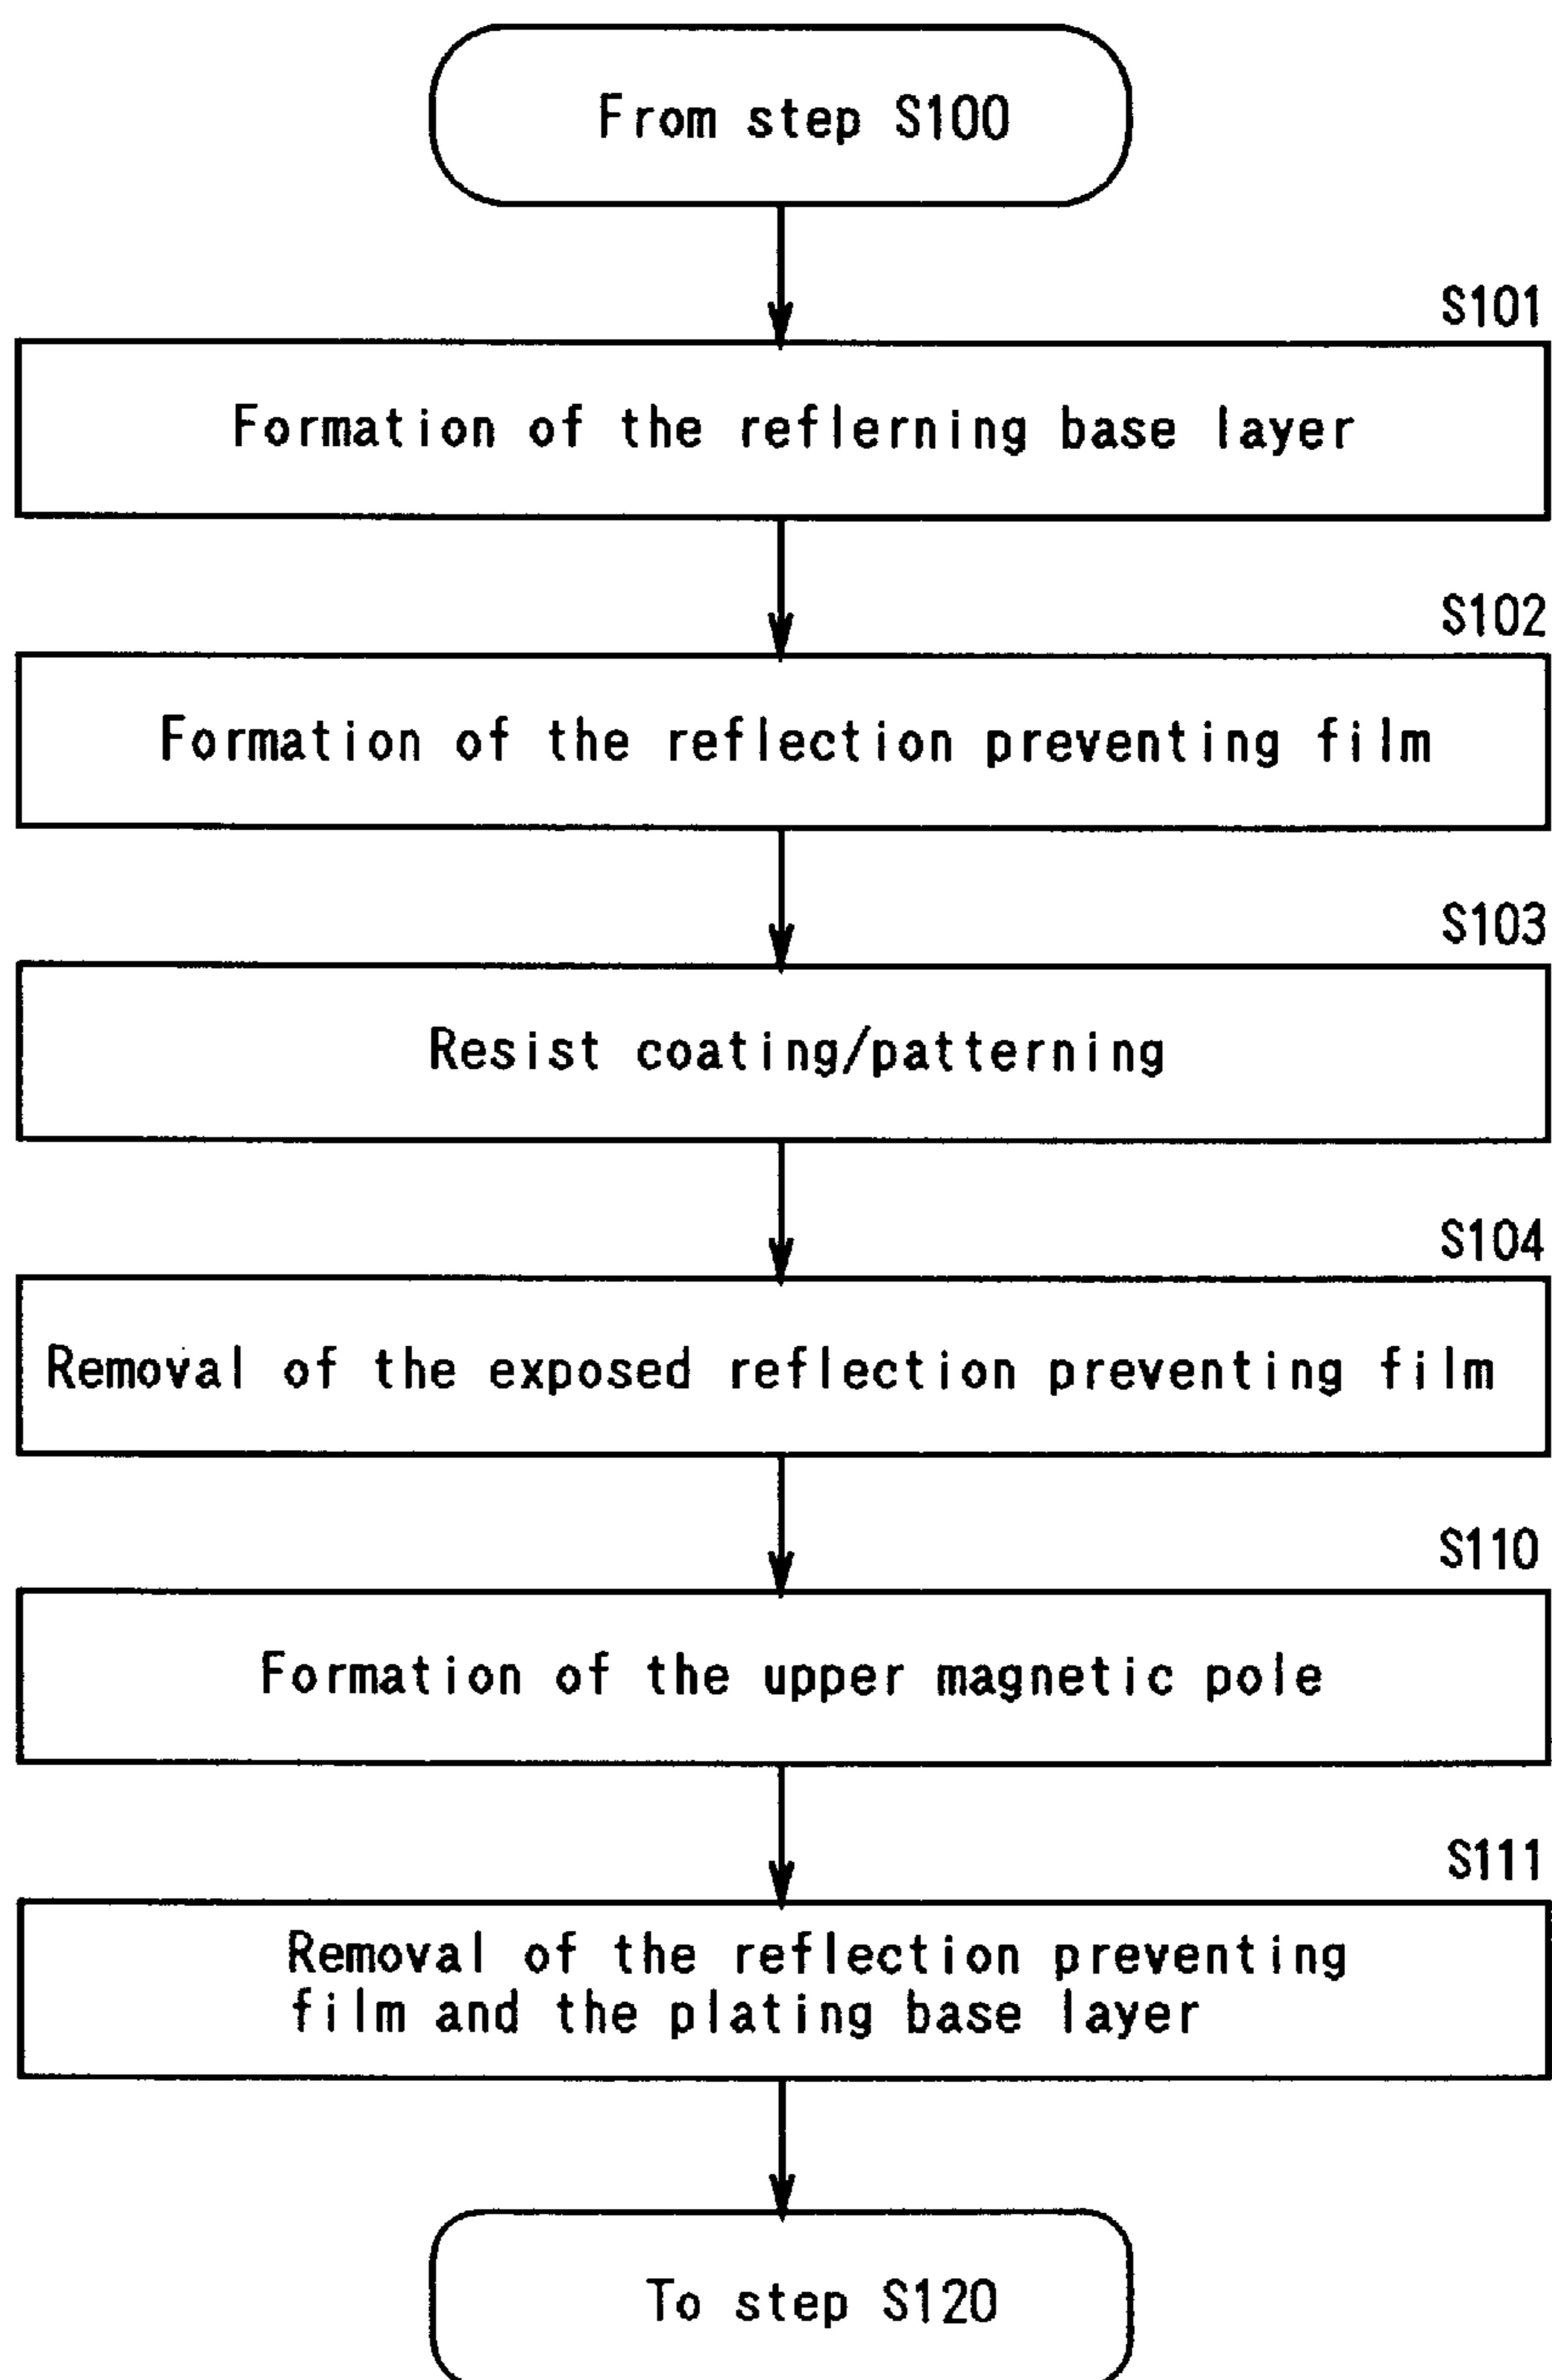 From step S100
S101
Formation of the reflerning base layer
S102
Formation of the reflection preventing film
S103
Resist coating/patterning
S104
Removal of the exposed reflection preventing film
S110
Formation of the upper magnetic pole
S111
Removal of the reflection preventing
film and the plating base layer
To step S120